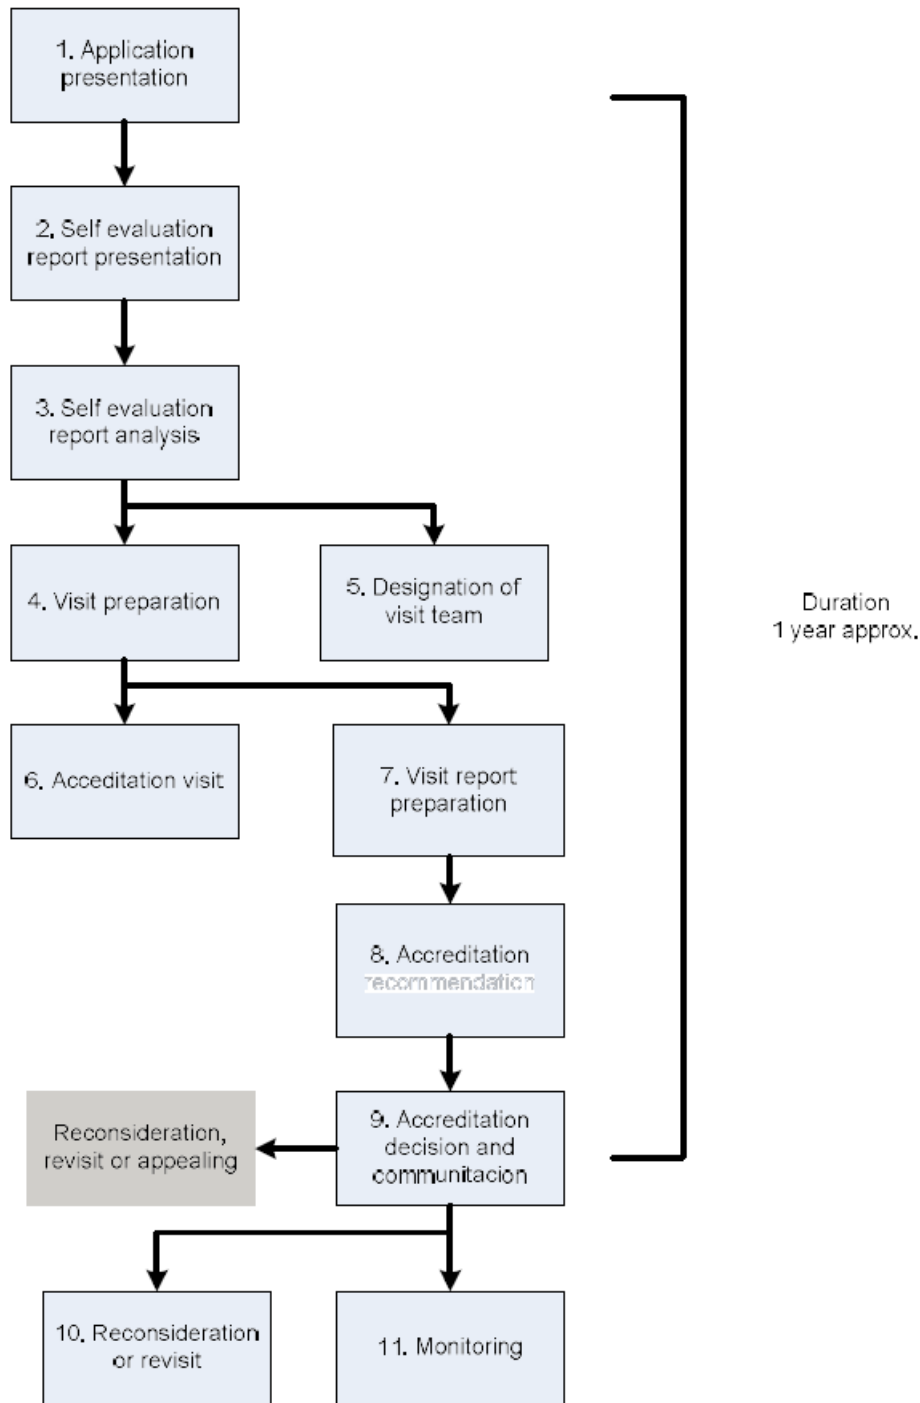 1. Application
presentation
2. Self evaluation
report presentation
3. Self evaluation
report analysis
4. Visit preparation
5. Designation of
visit team
Duration
1 year approx.
6. Acceditation visit
7. Visit report
preparation
8. Accreditation
recommendation
Reconsideration,
revisit or appealing
9. Accreditation
decision and
communitacion
10. Reconsideration
or revisit
11. Monitoring